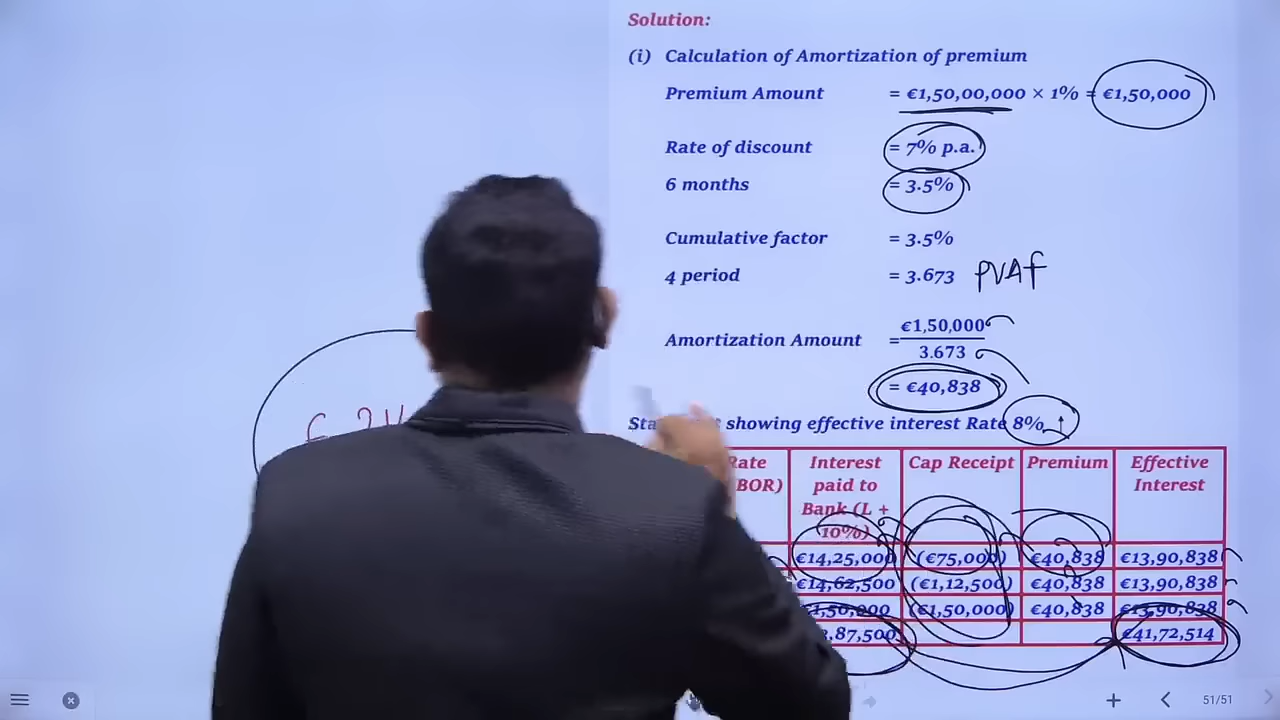 Solution:
(i) Calculation of Amortization of premium
Premium Amount = €1,50,00,000 × 1% = €1,50,000
Rate of discount = 7% p.a.
6 months = 3.5%
Cumulative factor = 3.5%
4 period = 3.673 PVAf
Amortization Amount = €1,50,000
3.673
= €40,838
showing effective interest Rate 8%
Rate Interest Cap Receipt Premium Effective
paid to Interest
Bank (L +
10%)
€14,25,000 (€75,000) €40,838 €13,90,838
€14,62,500 (€1,12,500) €40,838 €13,90,838
(€1,50,000) €40,838 €13,90,838
€41,72,514
51/51